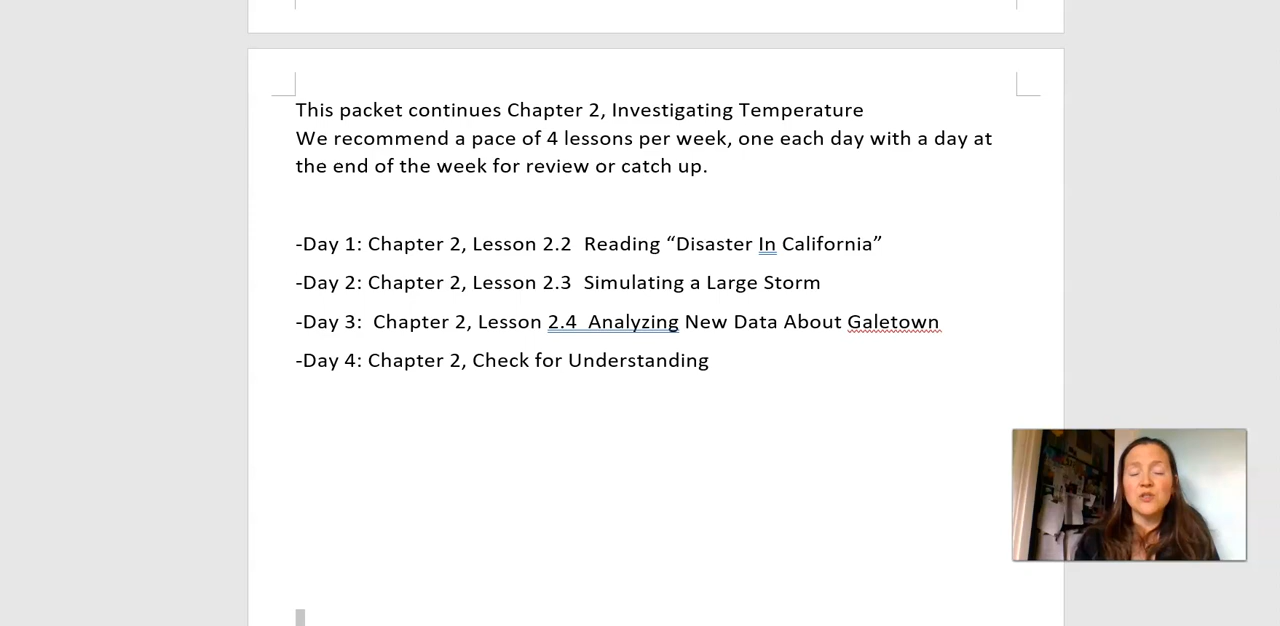 This packet continues Chapter 2, Investigating Temperature
We recommend a pace of 4 lessons per week, one each day with a day at
the end of the week for review or catch up.
-Day 1: Chapter 2, Lesson 2.2  Reading “Disaster In California”
-Day 2: Chapter 2, Lesson 2.3  Simulating a Large Storm
-Day 3:  Chapter 2, Lesson 2.4  Analyzing New Data About Galetown
-Day 4: Chapter 2, Check for Understanding